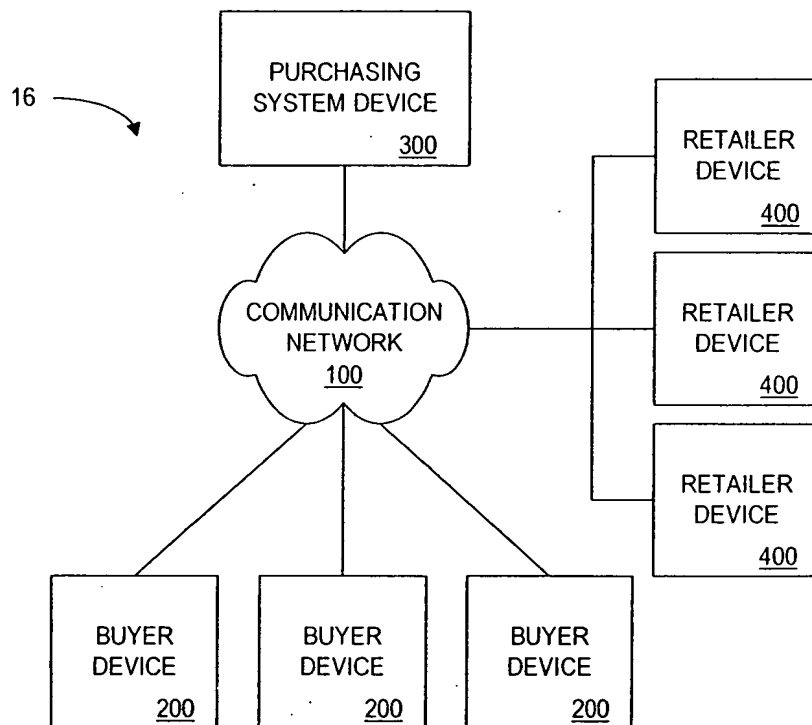 PURCHASING
SYSTEM DEVICE
300
16
RETAILER
DEVICE
400
COMMUNICATION
NETWORK
100
RETAILER
DEVICE
400
RETAILER
DEVICE
400
BUYER
DEVICE
200
BUYER
DEVICE
200
BUYER
DEVICE
200